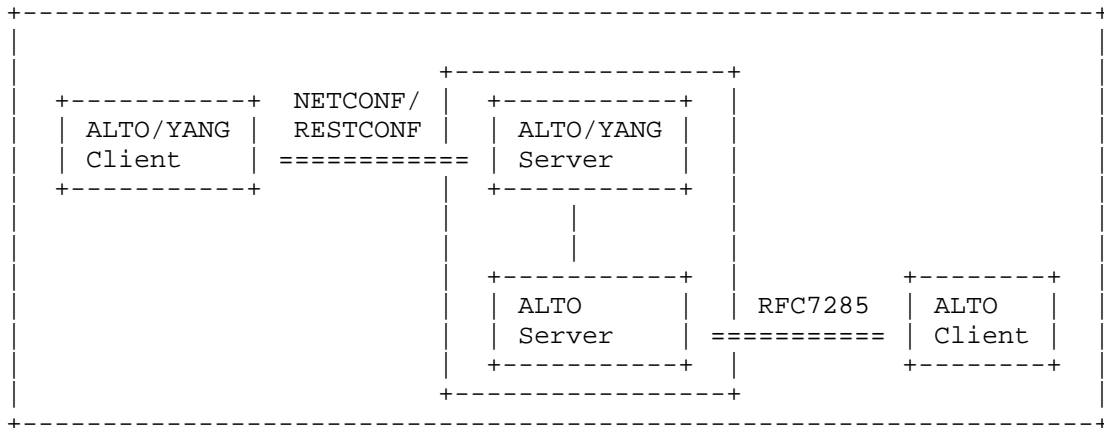 NETCONF/
ALTO/YANG RESTCONF ALTO/YANG
Client ============ Server
ALTO RFC7285 ALTO
Server =========== Client